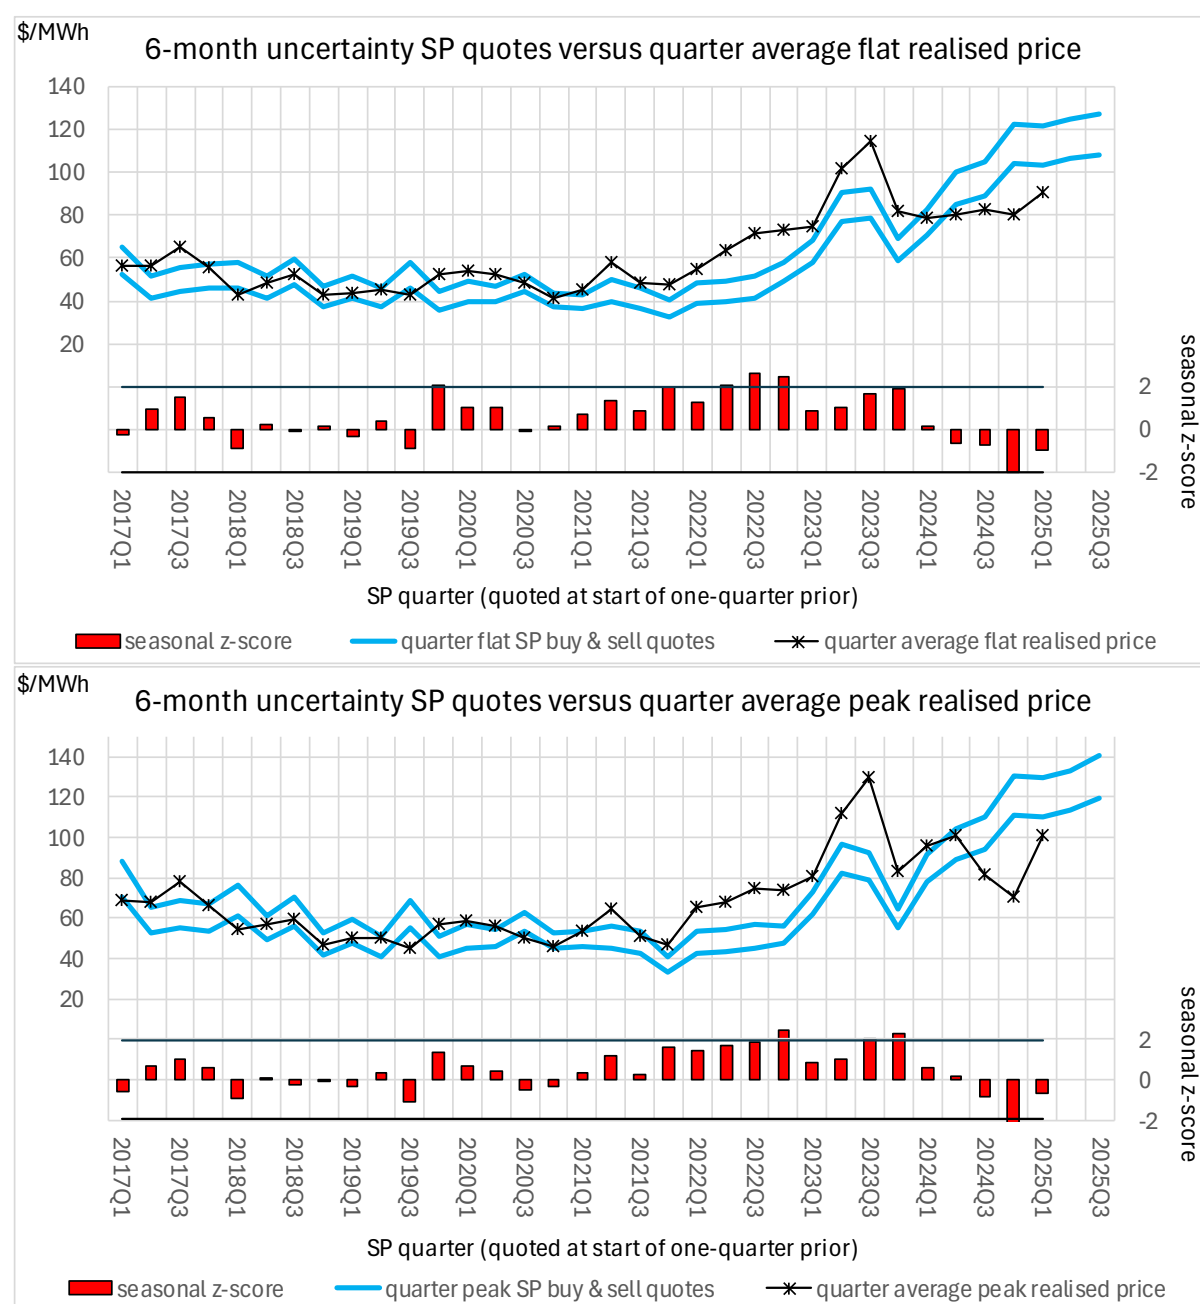 $/MWh
6-month uncertainty SP quotes versus quarter average flat realised price
140
120
100
80
60
40
20
2
0
-2
seasonal z-score
2017Q1
2017Q3
2018Q1
2018Q3
2019Q1
2019Q3
2020Q1
2020Q3
2021Q1
2021Q3
2022Q1
2022Q3
2023Q1
2023Q3
2024Q1
2024Q3
2025Q1
2025Q3
SP quarter (quoted at start of one-quarter prior)
seasonal z-score quarter flat SP buy & sell quotes quarter average flat realised price
$/MWh
6-month uncertainty SP quotes versus quarter average peak realised price
140
120
100
80
60
40
20
2
0
-2
seasonal z-score
2017Q1
2017Q3
2018Q1
2018Q3
2019Q1
2019Q3
2020Q1
2020Q3
2021Q1
2021Q3
2022Q1
2022Q3
2023Q1
2023Q3
2024Q1
2024Q3
2025Q1
2025Q3
SP quarter (quoted at start of one-quarter prior)
seasonal z-score quarter peak SP buy & sell quotes quarter average peak realised price